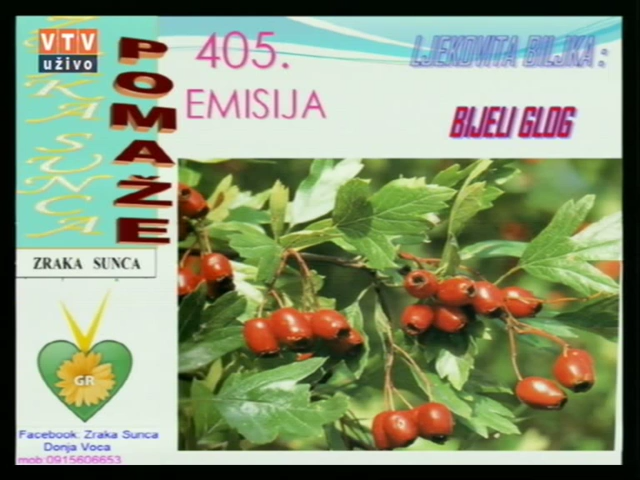 VTV
uživo
ZRAKA SUNCA
POMAŽE
405.
EMISIJA
LJEKOVITA BILJKA :
BIJELI GLOG
ZRAKA SUNCA
GR
Facebook: Zraka Sunca
Donja Voca
mob:0915606653